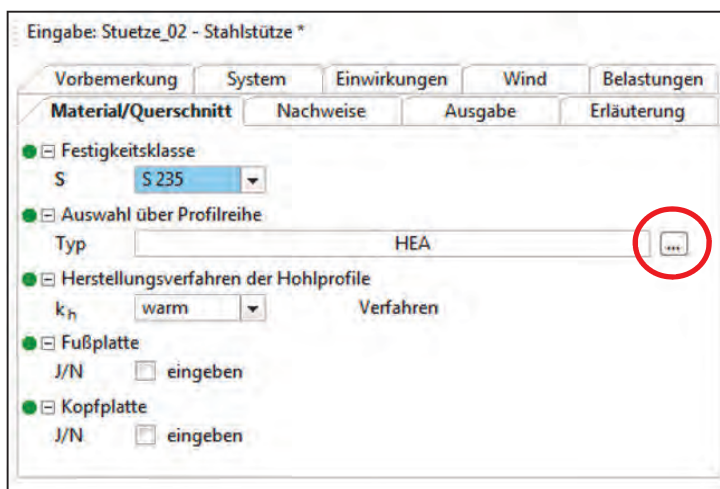 Eingabe: Stuetze_02 - Stahlstütze *
Vorbemerkung System Einwirkungen Wind Belastungen
Material/Querschnitt Nachweise Ausgabe Erläuterung
Festigkeitsklasse
S S 235
Auswahl über Profilreihe
Typ HEA ...
Herstellungsverfahren der Hohlprofile
kh warm Verfahren
Fußplatte
J/N eingeben
Kopfplatte
J/N eingeben